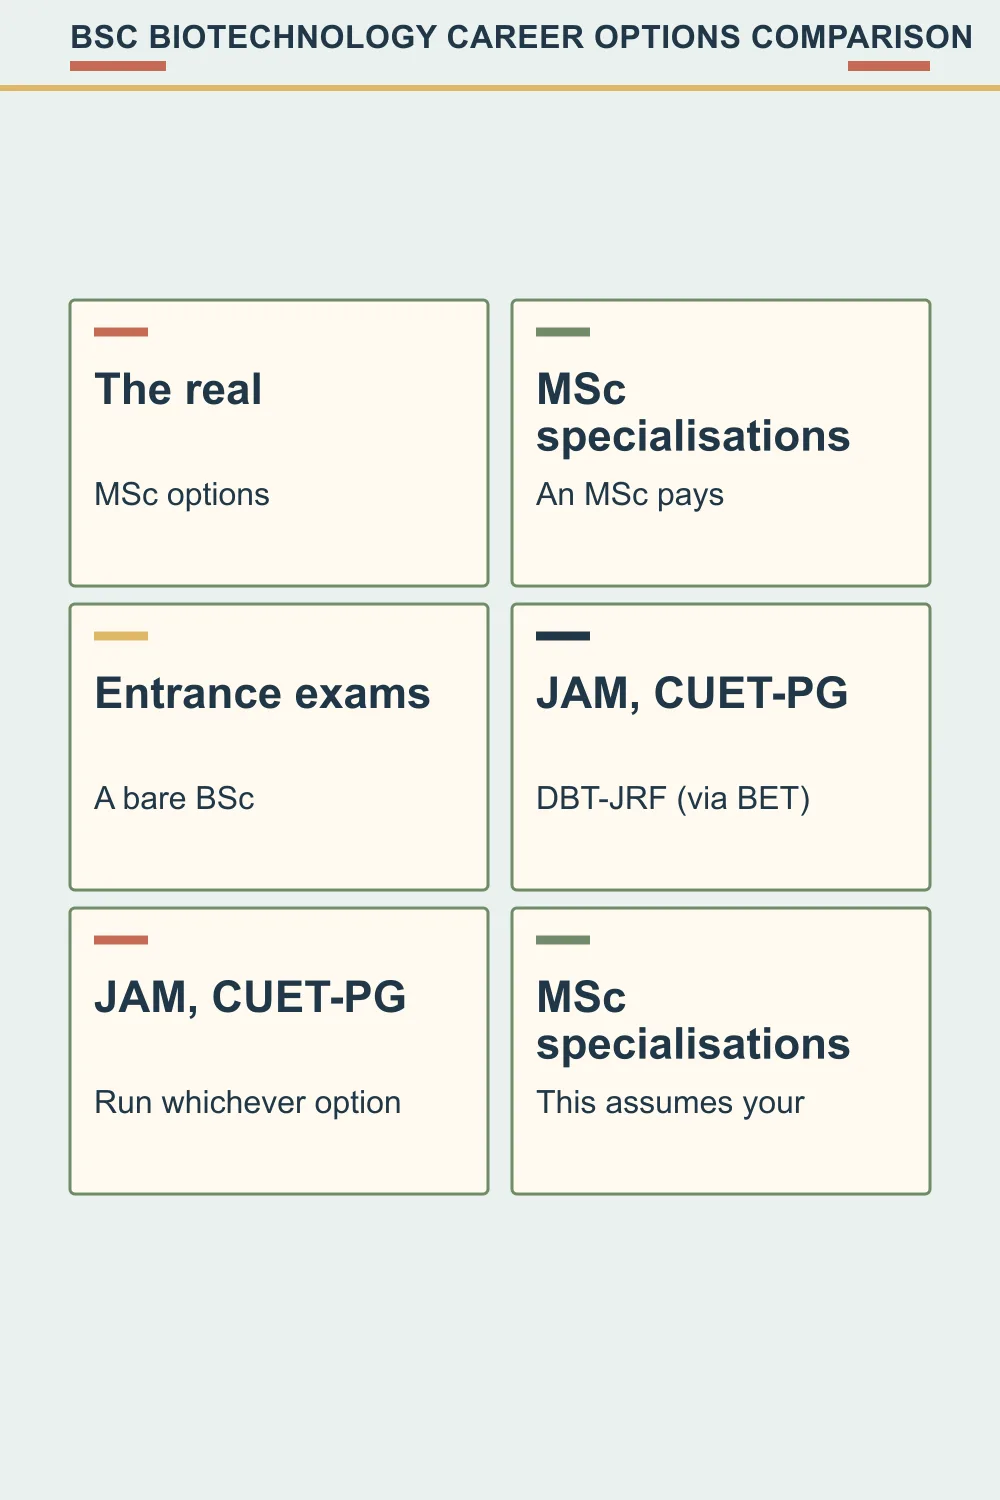 BSC BIOTECHNOLOGY CAREER OPTIONS COMPARISON
The real
MSc options
MSc
specialisations
An MSc pays
Entrance exams
A bare BSc
JAM, CUET-PG
DBT-JRF (via BET)
JAM, CUET-PG
Run whichever option
MSc
specialisations
This assumes your